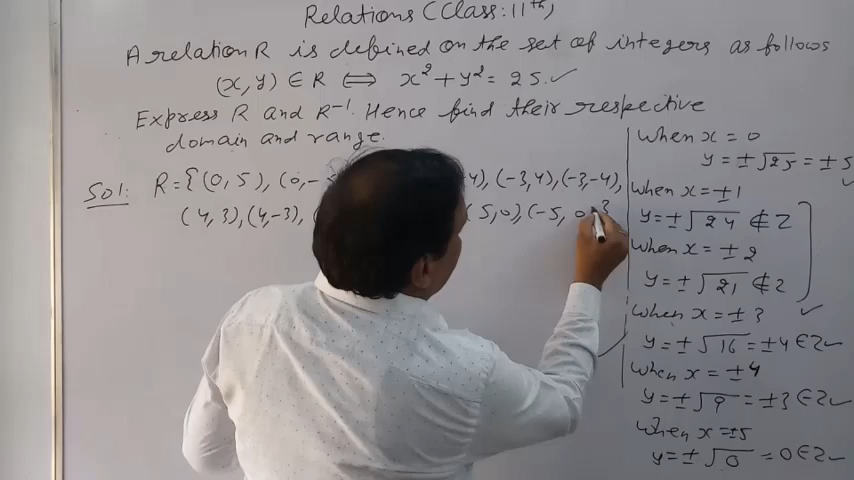 Relations (Class: 11th)
A relation R is defined on the set of integers as follows
(x, y) ∈ R ⟺ x² + y² = 25. ✓
Express R and R⁻¹. Hence find their respective
domain and range.
Sol: R = { (0, 5), (0, -5 4), (-3, 4), (-3, -4),
(4, 3), (4, -3), ( (5, 0), (-5, 0) }
When x = 0
y = ± √25 = ± 5 ✓
When x = ± 1
y = ± √24 ∉ Z
When x = ± 2
y = ± √21 ∉ Z
When x = ± 3 ✓
y = ± √16 = ± 4 ∈ Z ✓
When x = ± 4
y = ± √9 = ± 3 ∈ Z ✓
When x = ± 5
y = ± √0 = 0 ∈ Z ✓